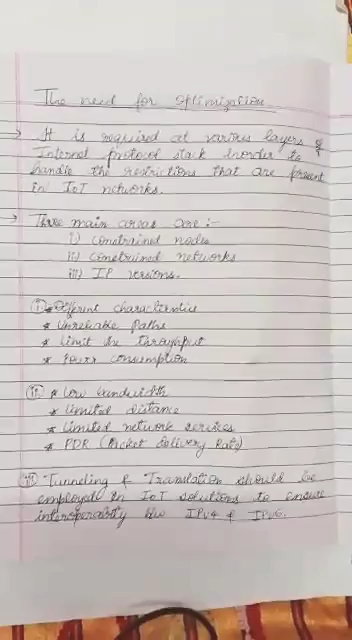 The need for optimization
→ It is required at various layers of
Internet protocol stack inorder to
handle the restrictions that are present
in IoT networks.
→ Three main areas are :-
i) constrained nodes
ii) constrained networks
iii) IP versions.
(i) * Different characteristics
* Unreliable Paths
* Limit the throughput
* Power consumption
(ii) * Low bandwidth
* Limited distance
* Limited network services
* PDR (Packet delivery Rate)
(iii) Tunneling & Translation should be
employed in IoT solutions to ensure
interoperability b/w IPv4 & IPv6.